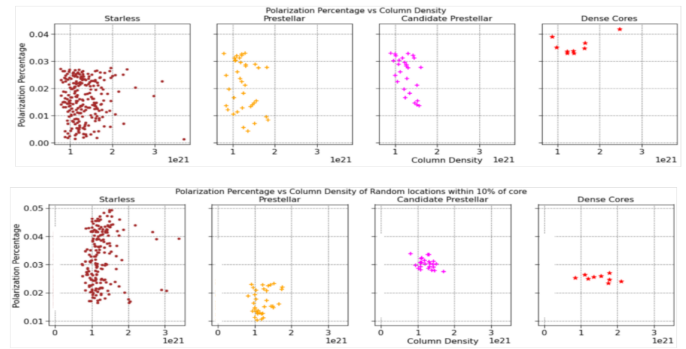 Polarization Percentage vs Column Density
Starless Prestellar Candidate Prestellar Dense Cores
Polarization Percentage
0.04
0.03
0.02
0.01
0.00
1 2 3 1 2 3 1 2 3 1 2 3
1e21 1e21 Column Density 1e21 1e21
Polarization Percentage vs Column Density of Random locations within 10% of core
Starless Prestellar Candidate Prestellar Dense Cores
Polarization Percentage
0.05
0.04
0.03
0.02
0.01
0 1 2 3 0 1 2 3 0 1 2 3 0 1 2 3
1e21 1e21 Column Density 1e21 1e21